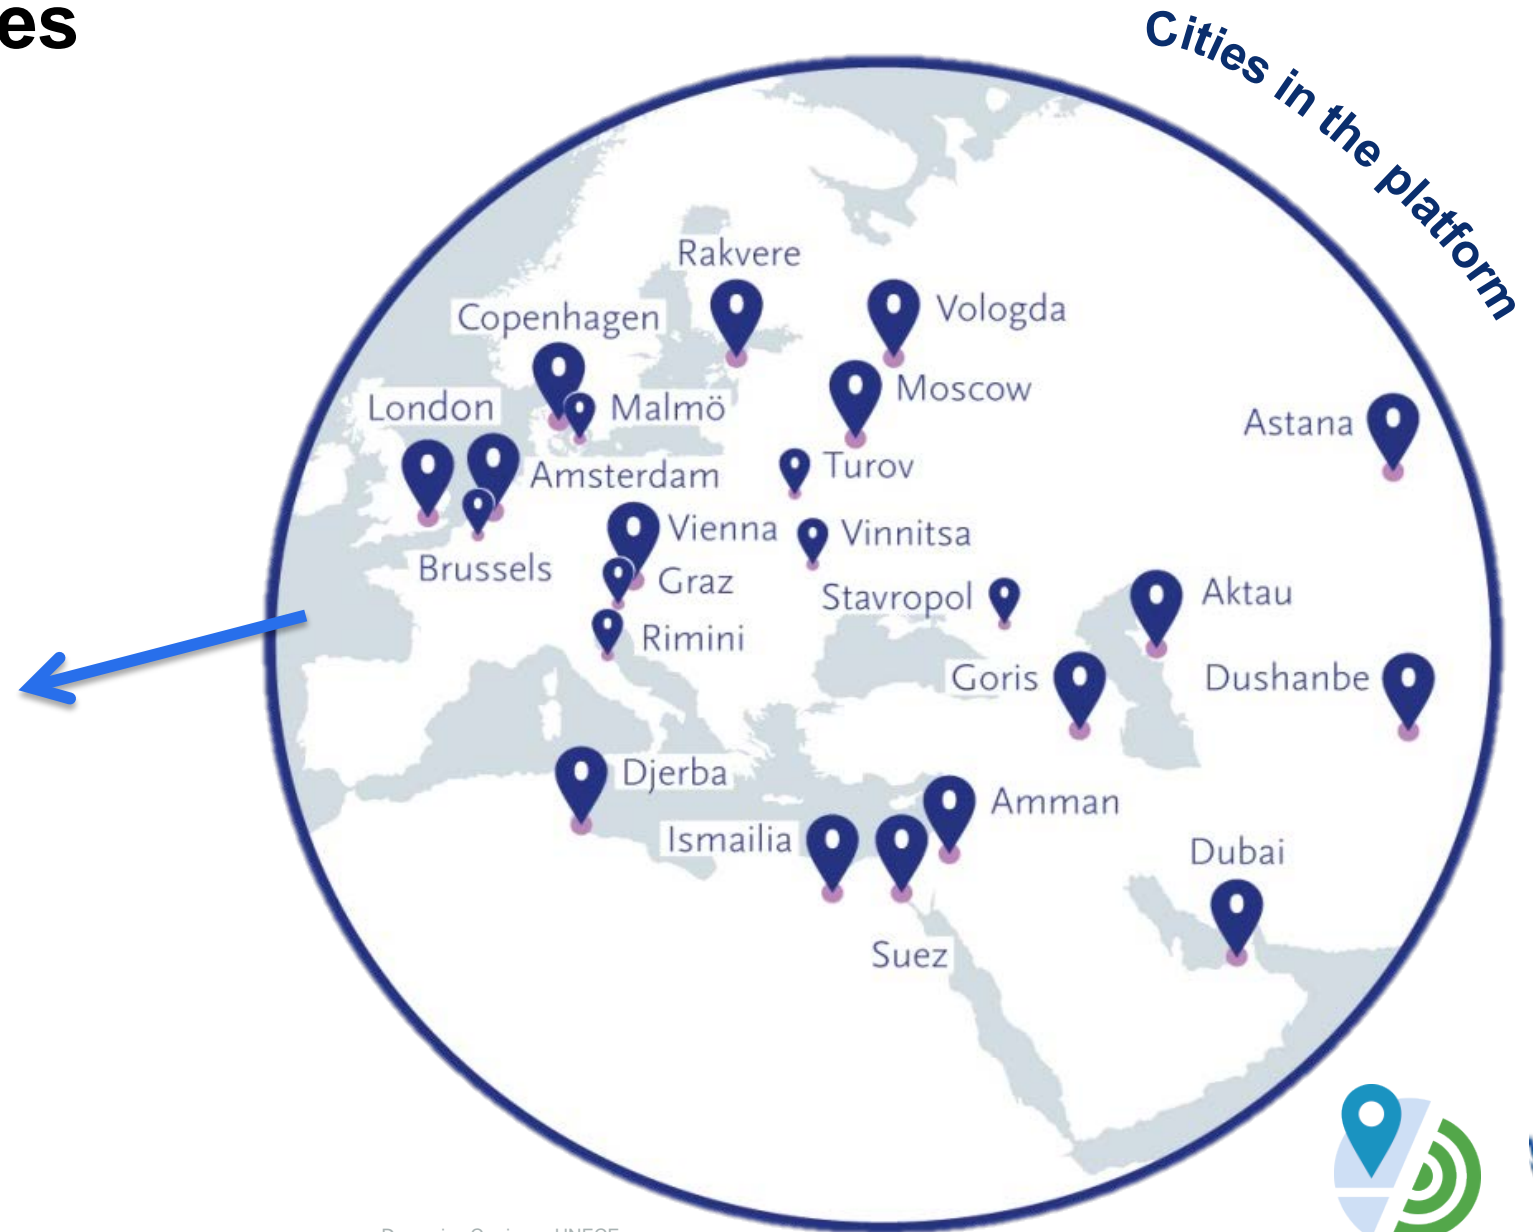 es
Cities in the platform
Rakvere
Vologda
Copenhagen
Moscow
London
Malmö
Astana
Turov
Amsterdam
Vienna
Vinnitsa
Brussels
Graz
Stavropol
Aktau
Rimini
Goris
Dushanbe
Djerba
Amman
Ismailia
Dubai
Suez